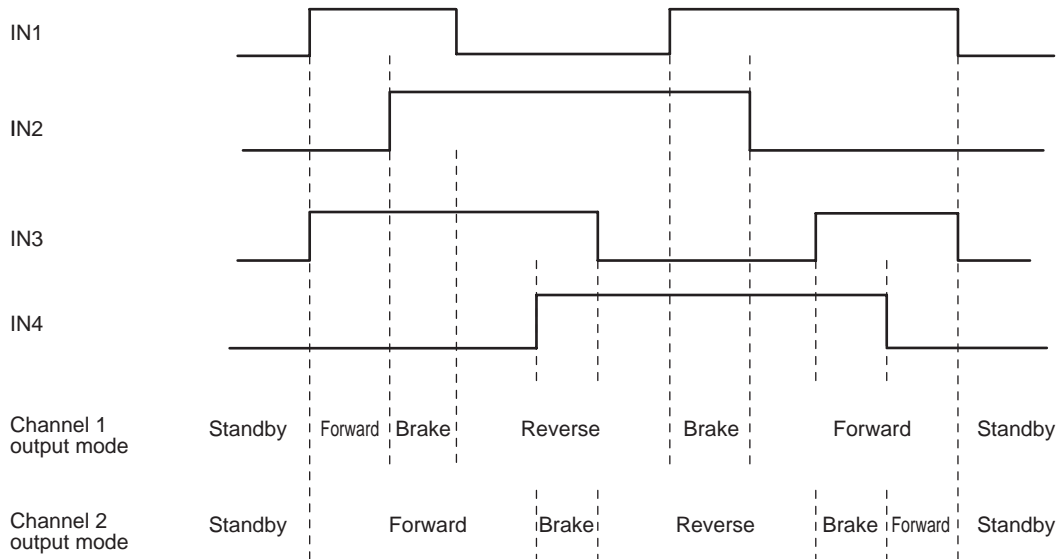 IN1
IN2
IN3
IN4
Channel 1
output mode
Standby Forward Brake Reverse Brake Forward Standby
Channel 2
output mode
Standby Forward Brake Reverse Brake Forward Standby